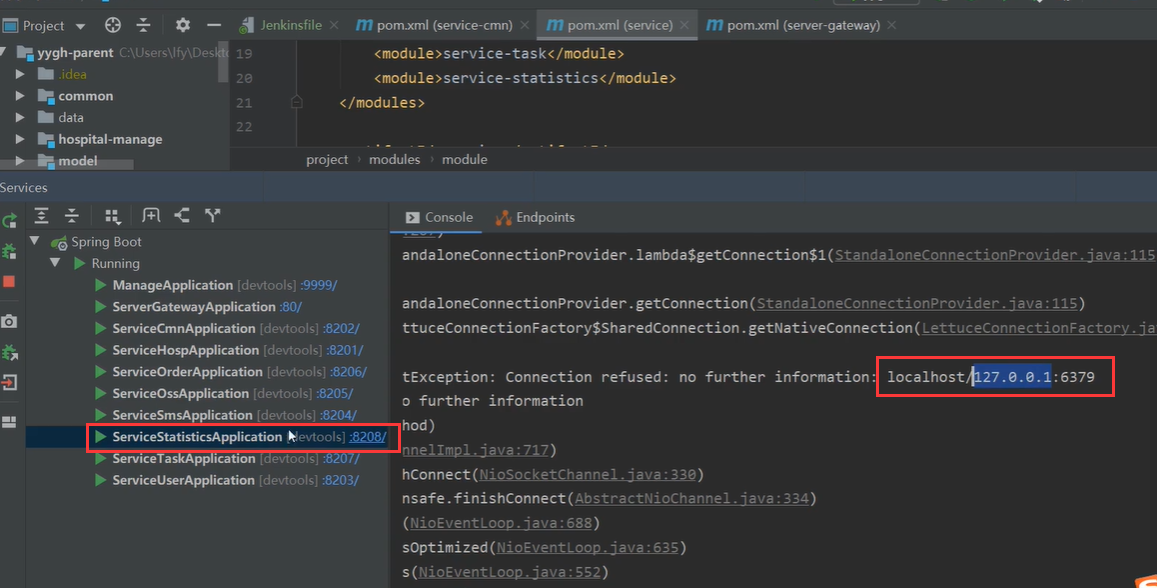 Project
Jenkinsfile
pom.xml (service-cmn)
pom.xml (service)
pom.xml (server-gateway)
yygh-parent C:\Users\lfy\Deskto
.idea
common
data
hospital-manage
model
19 <module>service-task</module>
20 <module>service-statistics</module>
21 </modules>
22
project › modules › module
Services
Console
Endpoints
Spring Boot
Running
ManageApplication [devtools] :9999/
ServerGatewayApplication :80/
ServiceCmnApplication [devtools] :8202/
ServiceHospApplication [devtools] :8201/
ServiceOrderApplication [devtools] :8206/
ServiceOssApplication [devtools] :8205/
ServiceSmsApplication [devtools] :8204/
ServiceStatisticsApplication [devtools] :8208/
ServiceTaskApplication [devtools] :8207/
ServiceUserApplication [devtools] :8203/
andaloneConnectionProvider.lambda$getConnection$1(StandaloneConnectionProvider.java:115
andaloneConnectionProvider.getConnection(StandaloneConnectionProvider.java:115)
ttuceConnectionFactory$SharedConnection.getNativeConnection(LettuceConnectionFactory.ja
tException: Connection refused: no further information: localhost/127.0.0.1:6379
o further information
hod)
nnelImpl.java:717)
hConnect(NioSocketChannel.java:330)
nsafe.finishConnect(AbstractNioChannel.java:334)
(NioEventLoop.java:688)
sOptimized(NioEventLoop.java:635)
s(NioEventLoop.java:552)